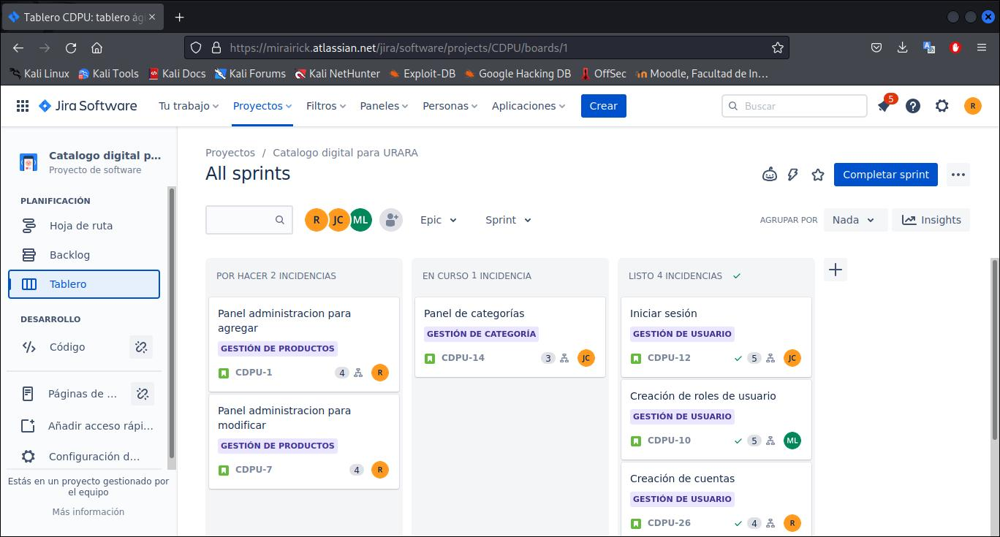 Tablero CDPU: tablero ág
https://mirairick.atlassian.net/jira/software/projects/CDPU/boards/1
Kali Linux Kali Tools Kali Docs Kali Forums Kali NetHunter Exploit-DB Google Hacking DB OffSec Moodle, Facultad de In…
Jira Software Tu trabajo Proyectos Filtros Paneles Personas Aplicaciones Crear Buscar 5 R
Catalogo digital p...
Proyecto de software
PLANIFICACIÓN
Hoja de ruta
Backlog
Tablero
DESARROLLO
Código
Páginas de ...
Añadir acceso rápi...
Configuración d...
Estás en un proyecto gestionado por
el equipo
Más información
Proyectos / Catalogo digital para URARA
All sprints
Completar sprint
R JC ML Epic Sprint AGRUPAR POR Nada Insights
POR HACER 2 INCIDENCIAS
Panel administracion para
agregar
GESTIÓN DE PRODUCTOS
CDPU-1 4 R
Panel administracion para
modificar
GESTIÓN DE PRODUCTOS
CDPU-7 4 R
EN CURSO 1 INCIDENCIA
Panel de categorías
GESTIÓN DE CATEGORÍA
CDPU-14 3 JC
LISTO 4 INCIDENCIAS
Iniciar sesión
GESTIÓN DE USUARIO
CDPU-12 5 JC
Creación de roles de usuario
GESTIÓN DE USUARIO
CDPU-10 5 ML
Creación de cuentas
GESTIÓN DE USUARIO
CDPU-26 4 R